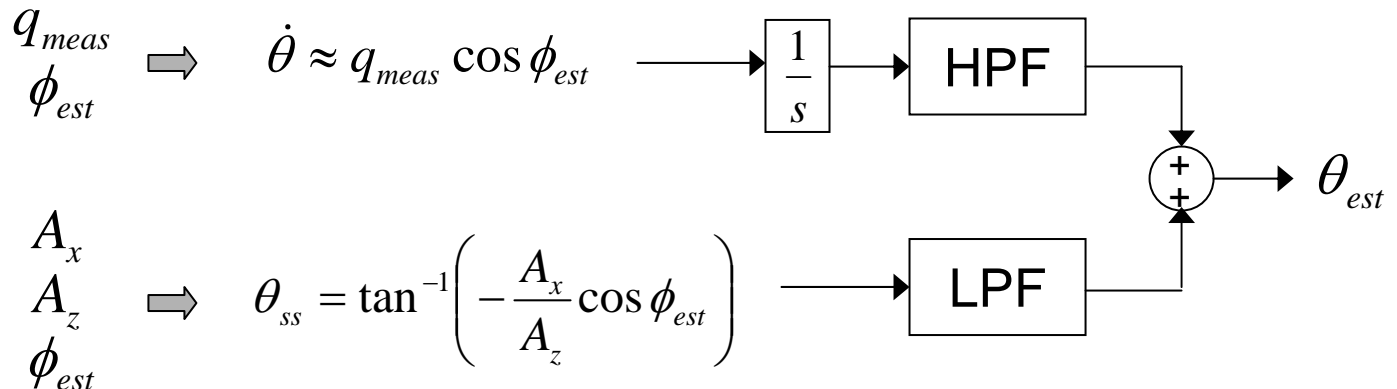 q_meas
ϕ_est
θ̇ ≈ q_meas cos ϕ_est
1/s
HPF
+
+
θ_est
A_x
A_z
ϕ_est
θ_ss = tan⁻¹(− A_x/A_z cos ϕ_est)
LPF